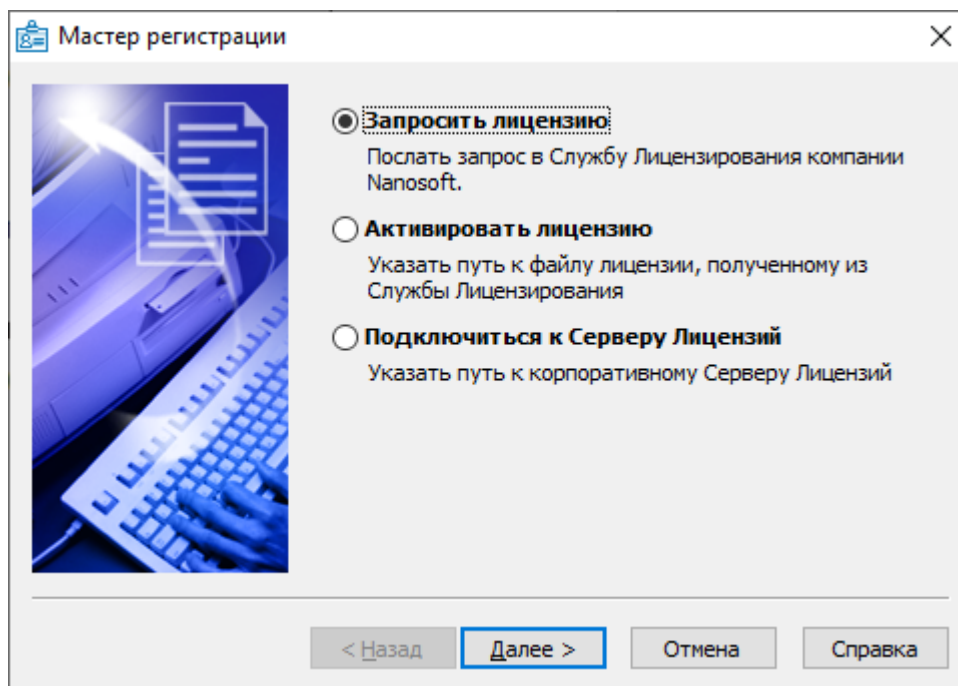 Мастер регистрации
Запросить лицензию
Послать запрос в Службу Лицензирования компании
Nanosoft.
Активировать лицензию
Указать путь к файлу лицензии, полученному из
Службы Лицензирования
Подключиться к Серверу Лицензий
Указать путь к корпоративному Серверу Лицензий
< Назад
Далее >
Отмена
Справка